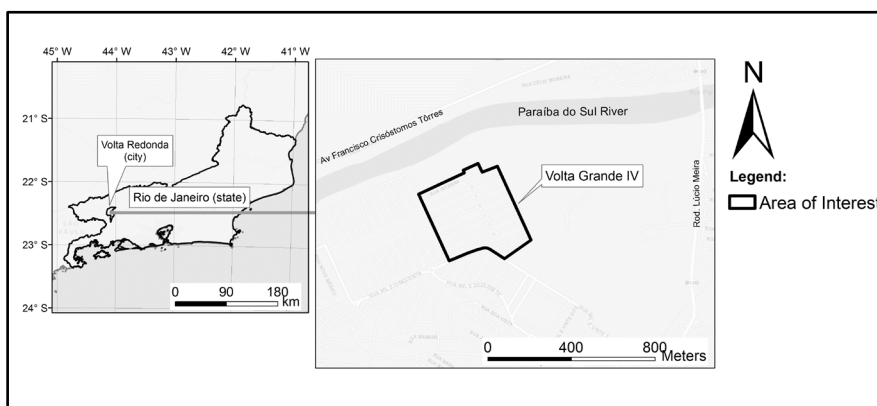 45° W 44° W 43° W 42° W 41° W
21° S
22° S
23° S
24° S
Volta Redonda
(city)
Rio de Janeiro (state)
0 90 180
km
Av Francisco Crisóstomos Tôrres
Paraíba do Sul River
Volta Grande IV
Rod. Lúcio Meira
0 400 800
Meters
N
Legend:
Area of Interest